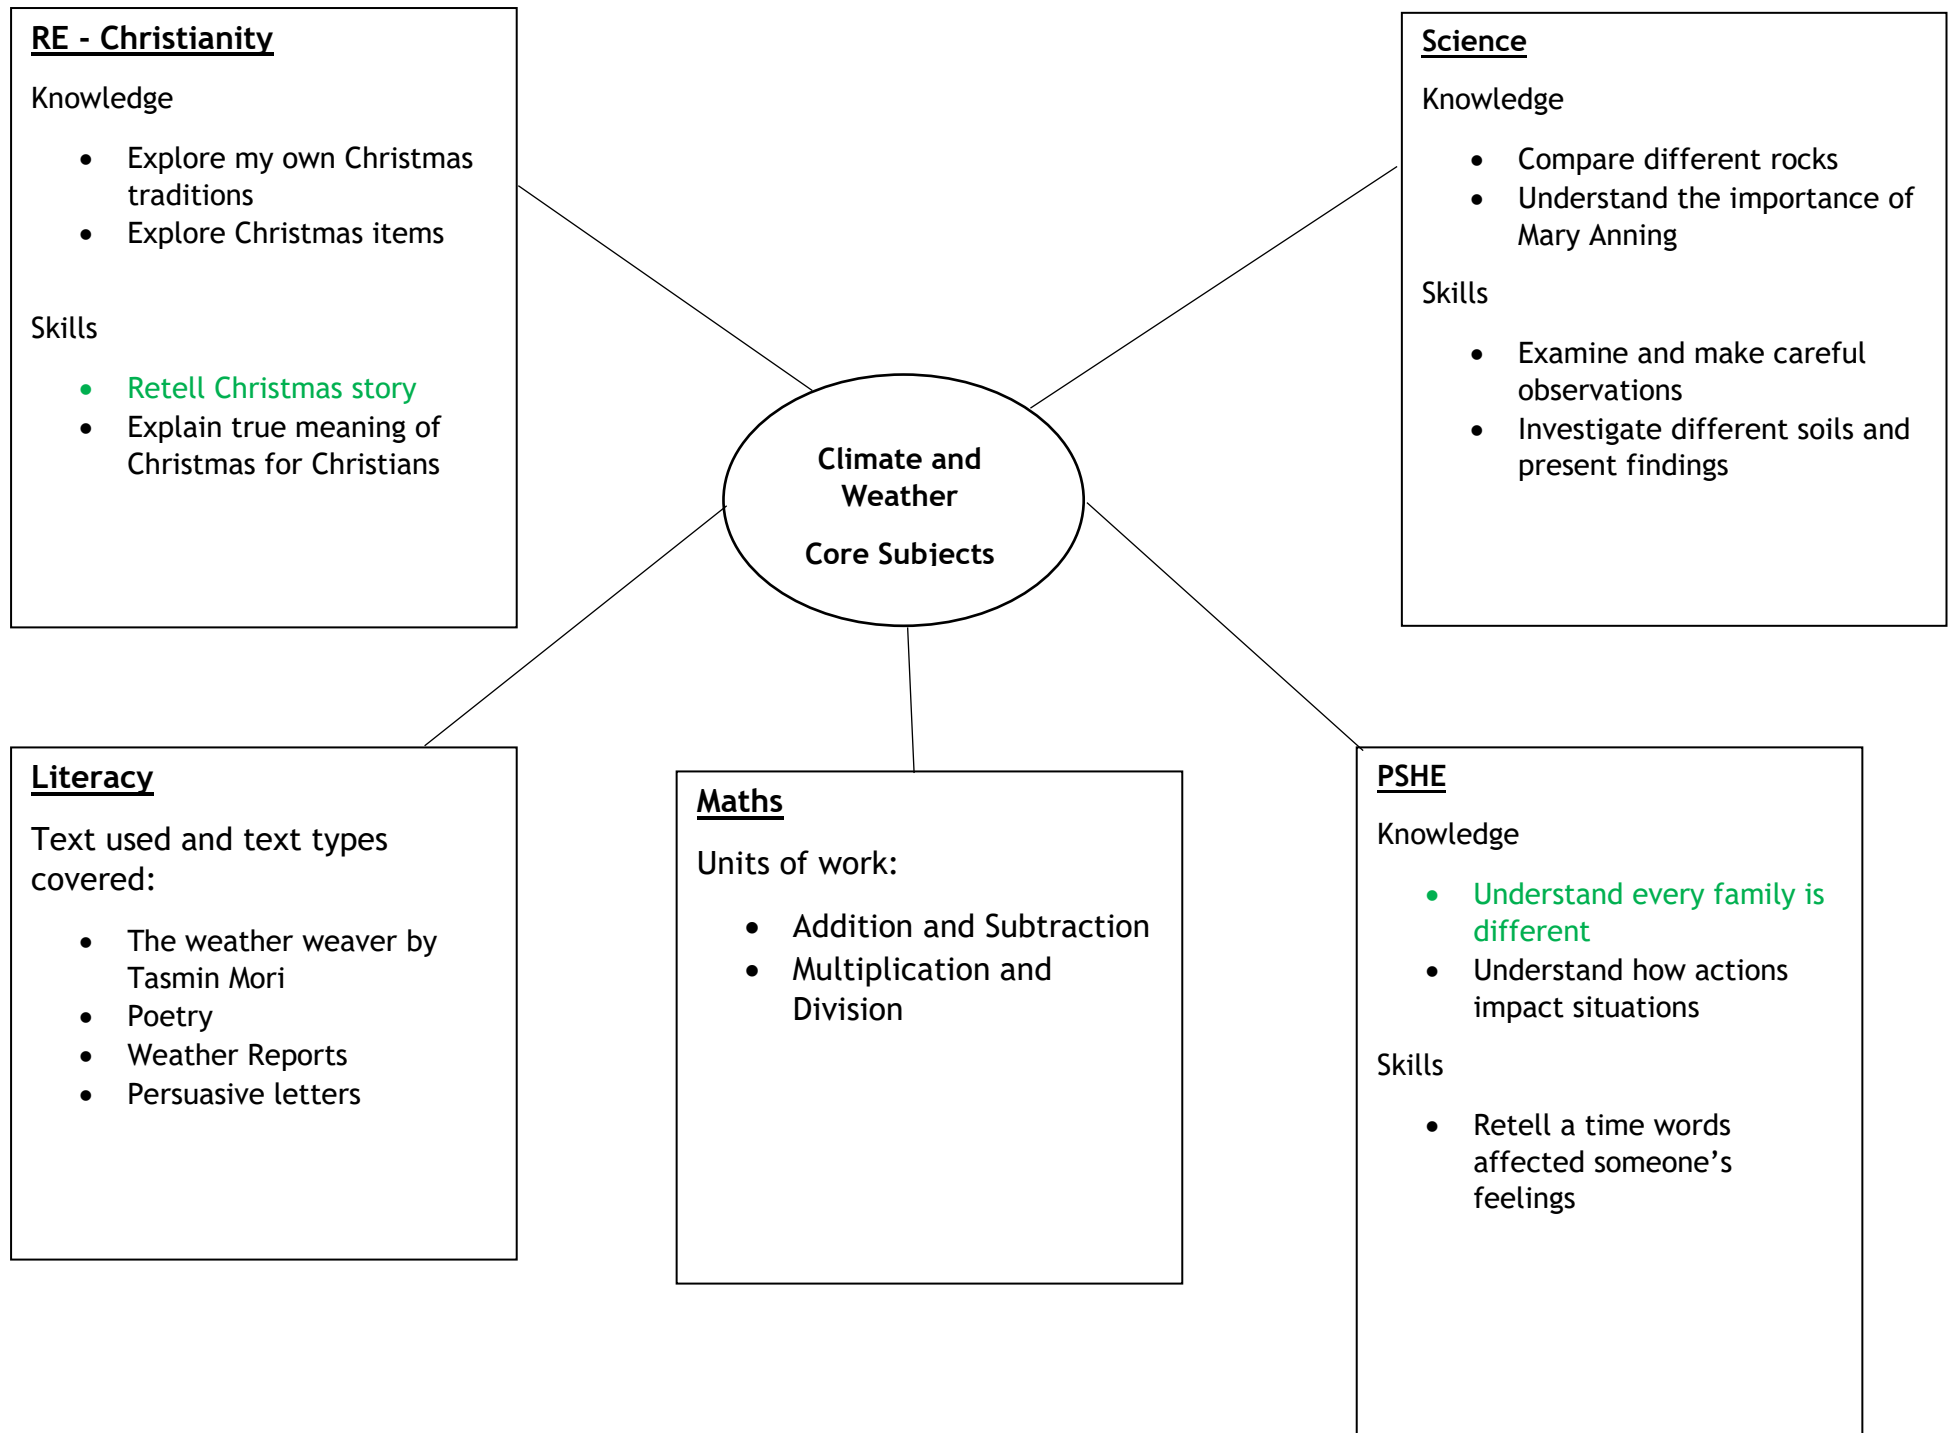 RE - Christianity
Knowledge
• Explore my own Christmas
traditions
• Explore Christmas items
Skills
• Retell Christmas story
• Explain true meaning of
Christmas for Christians
Science
Knowledge
• Compare different rocks
• Understand the importance of
Mary Anning
Skills
• Examine and make careful
observations
• Investigate different soils and
present findings
Climate and
Weather
Core Subjects
Literacy
Text used and text types
covered:
• The weather weaver by
Tasmin Mori
• Poetry
• Weather Reports
• Persuasive letters
Maths
Units of work:
• Addition and Subtraction
• Multiplication and
Division
PSHE
Knowledge
• Understand every family is
different
• Understand how actions
impact situations
Skills
• Retell a time words
affected someone’s
feelings